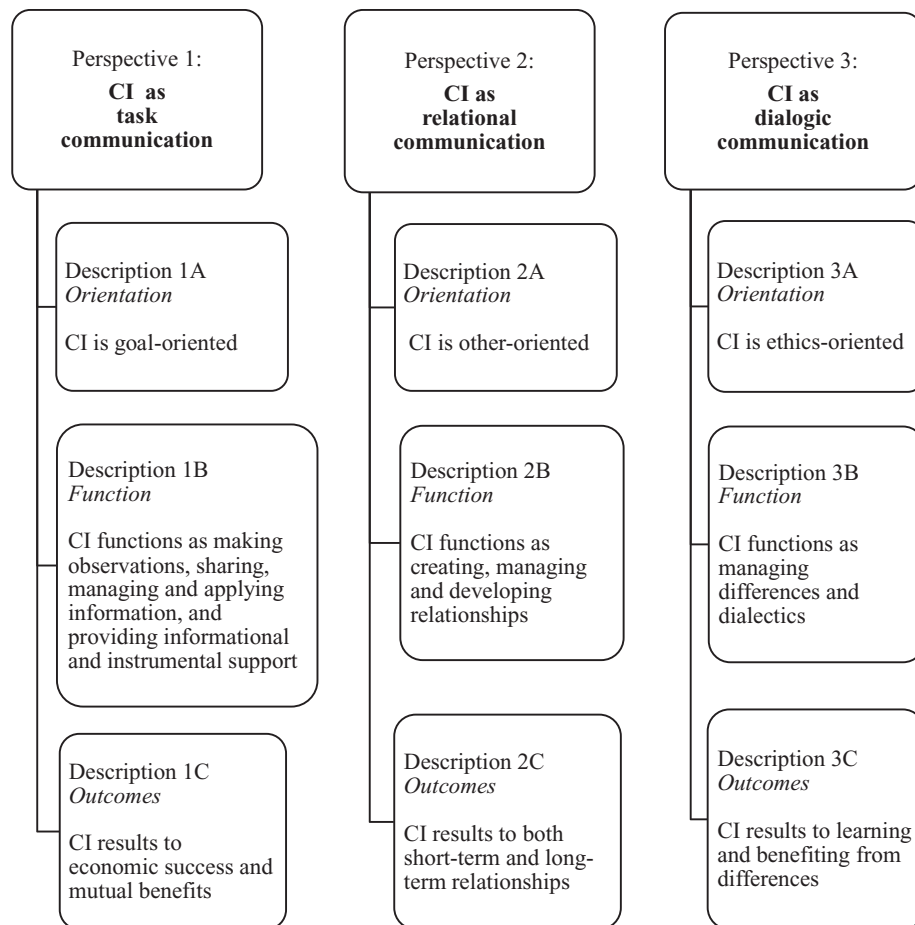 Perspective 1:
CI as
task
communication
Description 1A
Orientation
CI is goal-oriented
Description 1B
Function
CI functions as making
observations, sharing,
managing and applying
information, and
providing informational
and instrumental support
Description 1C
Outcomes
CI results to
economic success and
mutual benefits
Perspective 2:
CI as
relational
communication
Description 2A
Orientation
CI is other-oriented
Description 2B
Function
CI functions as
creating, managing
and developing
relationships
Description 2C
Outcomes
CI results to both
short-term and long-
term relationships
Perspective 3:
CI as
dialogic
communication
Description 3A
Orientation
CI is ethics-oriented
Description 3B
Function
CI functions as
managing
differences and
dialectics
Description 3C
Outcomes
CI results to learning
and benefiting from
differences